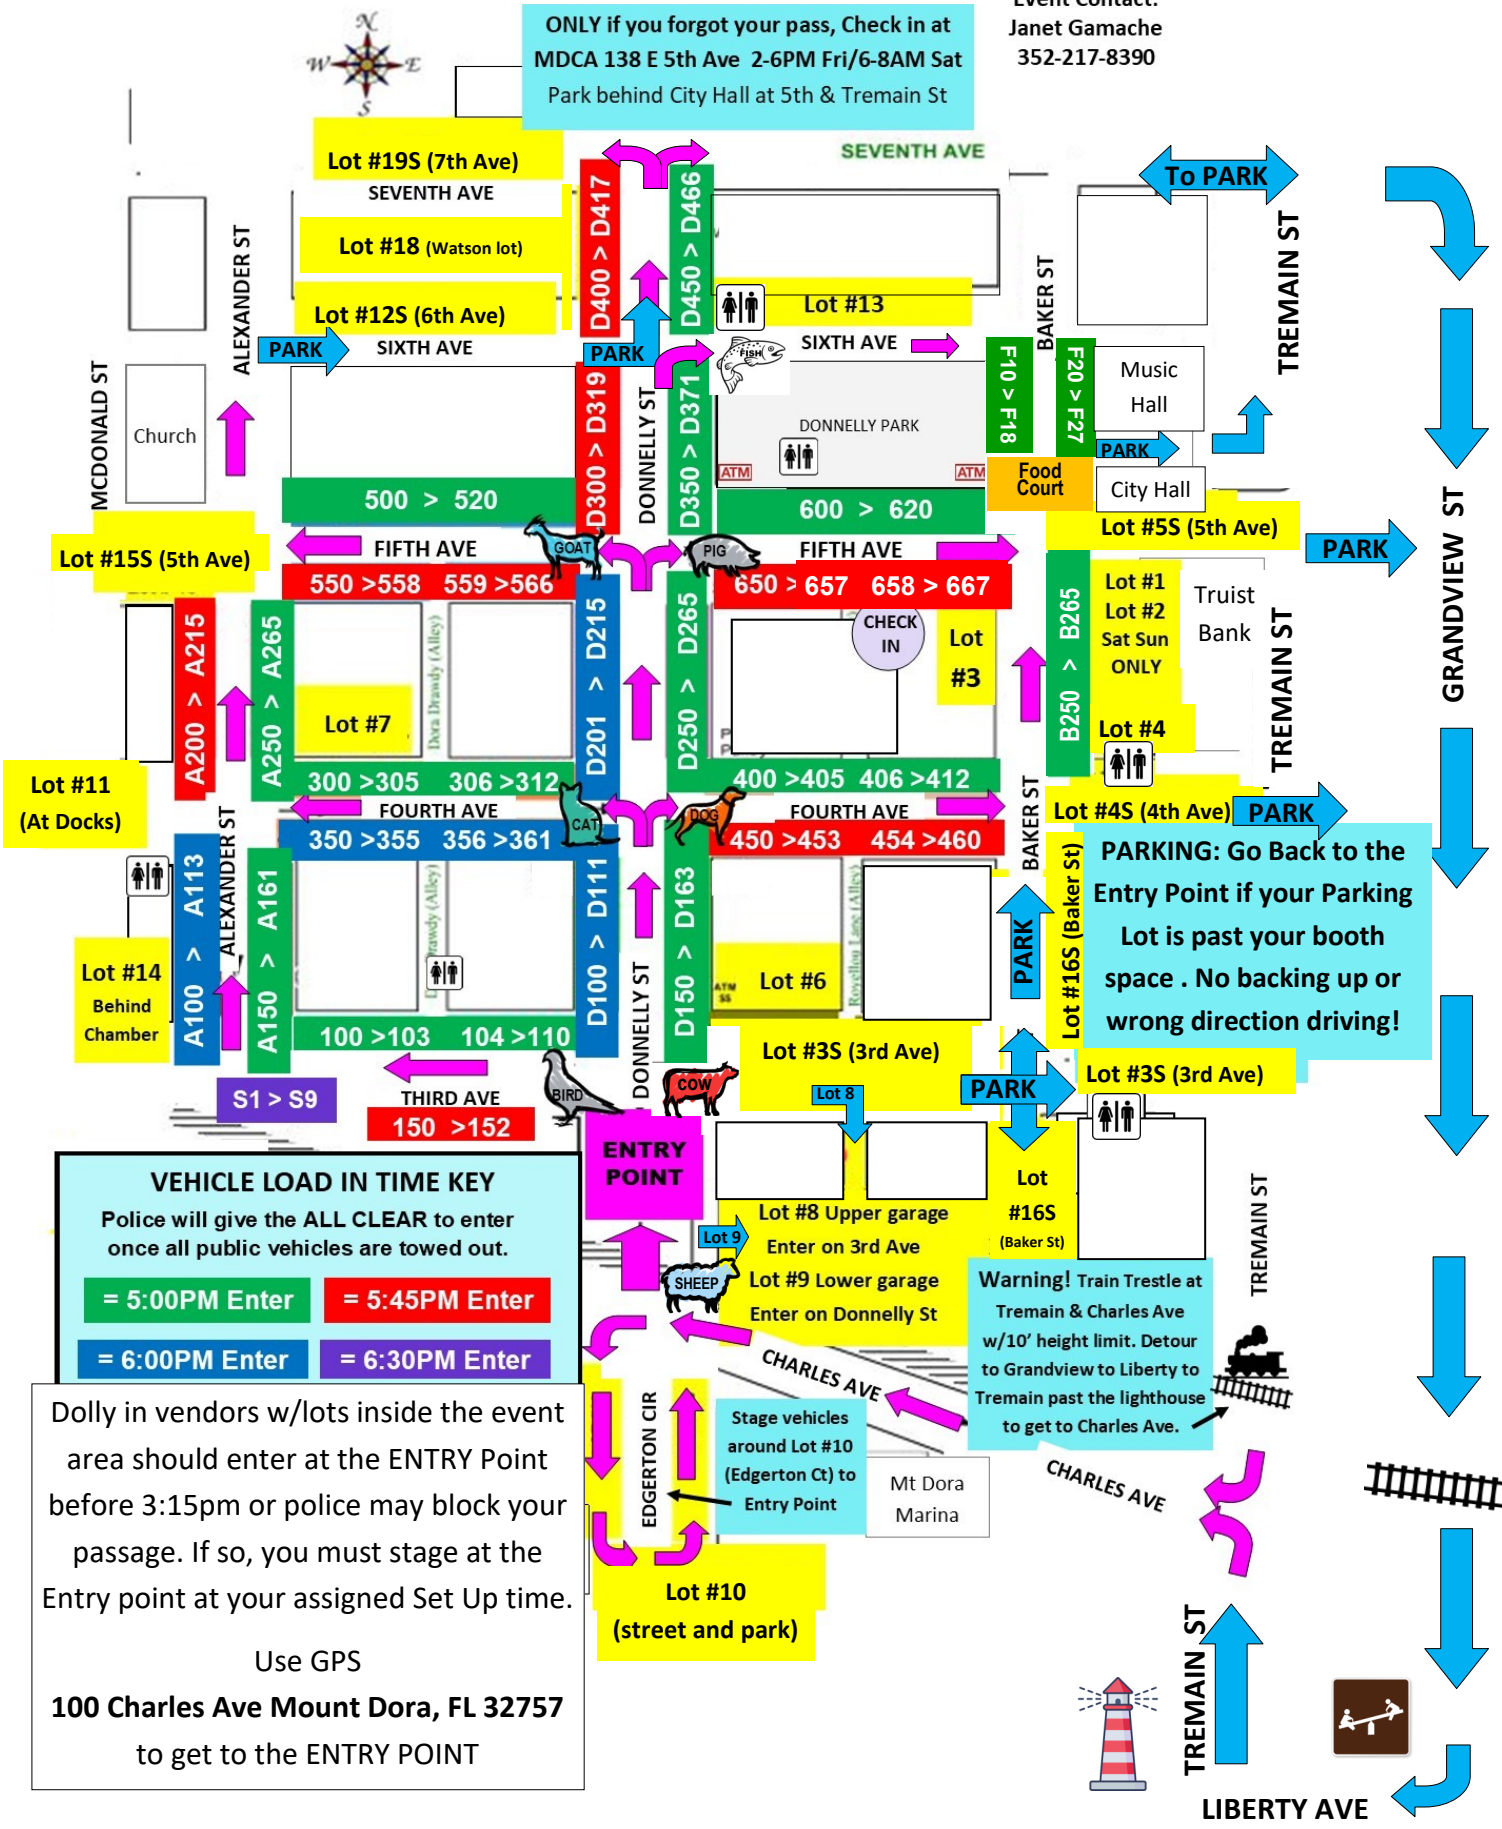 Event Contact:
Janet Gamache
352-217-8390
ONLY if you forgot your pass, Check in at
MDCA 138 E 5th Ave 2-6PM Fri/6-8AM Sat
Park behind City Hall at 5th & Tremain St
N
W E
S
Lot #19S (7th Ave)
SEVENTH AVE
SEVENTH AVE
To PARK
Lot #18 (Watson lot)
D400 > D417
D450 > D466
ALEXANDER ST
BAKER ST
TREMAIN ST
Lot #12S (6th Ave)
Lot #13
PARK
SIXTH AVE
PARK
FISH
SIXTH AVE
MCDONALD ST
Church
D300 > D319
DONNELLY ST
D350 > D371
DONNELLY PARK
ATM
ATM
F10 > F18
F20 > F27
Music
Hall
PARK
Food
Court
City Hall
500 > 520
600 > 620
Lot #5S (5th Ave)
GRANDVIEW ST
Lot #15S (5th Ave)
FIFTH AVE
GOAT
PIG
FIFTH AVE
PARK
550 >558 559 >566
650 > 657 658 > 667
A200 > A215
A250 > A265
Dora Drawdy (Alley)
D201 > D215
D250 > D265
CHECK
IN
Lot
#3
B250 < B265
Lot #1
Lot #2
Sat Sun
ONLY
Truist
Bank
TREMAIN ST
Lot #7
Lot #4
P
P
Lot #11
(At Docks)
300 >305 306 >312
400 >405 406 >412
FOURTH AVE
CAT
DOG
FOURTH AVE
BAKER ST
Lot #4S (4th Ave)
PARK
350 >355 356 >361
450 >453 454 >460
ALEXANDER ST
A100 > A113
A150 > A161
Drawdy (Alley)
D100 > D111
DONNELLY ST
D150 > D163
Royellou Lane (Alley)
PARK
Lot #16S (Baker St)
PARKING: Go Back to the
Entry Point if your Parking
Lot is past your booth
space . No backing up or
wrong direction driving!
Lot #14
Behind
Chamber
ATM
SS
Lot #6
100 >103 104 >110
Lot #3S (3rd Ave)
Lot #3S (3rd Ave)
S1 > S9
THIRD AVE
BIRD
COW
Lot 8
PARK
150 >152
ENTRY
POINT
Lot
#16S
(Baker St)
VEHICLE LOAD IN TIME KEY
Police will give the ALL CLEAR to enter
once all public vehicles are towed out.
= 5:00PM Enter
= 5:45PM Enter
= 6:00PM Enter
= 6:30PM Enter
Lot 9
Lot #8 Upper garage
Enter on 3rd Ave
Lot #9 Lower garage
Enter on Donnelly St
SHEEP
TREMAIN ST
Warning! Train Trestle at
Tremain & Charles Ave
w/10' height limit. Detour
to Grandview to Liberty to
Tremain past the lighthouse
to get to Charles Ave.
CHARLES AVE
Dolly in vendors w/lots inside the event
area should enter at the ENTRY Point
before 3:15pm or police may block your
passage. If so, you must stage at the
Entry point at your assigned Set Up time.
Use GPS
100 Charles Ave Mount Dora, FL 32757
to get to the ENTRY POINT
EDGERTON CIR
Stage vehicles
around Lot #10
(Edgerton Ct) to
Entry Point
Mt Dora
Marina
CHARLES AVE
Lot #10
(street and park)
TREMAIN ST
LIBERTY AVE